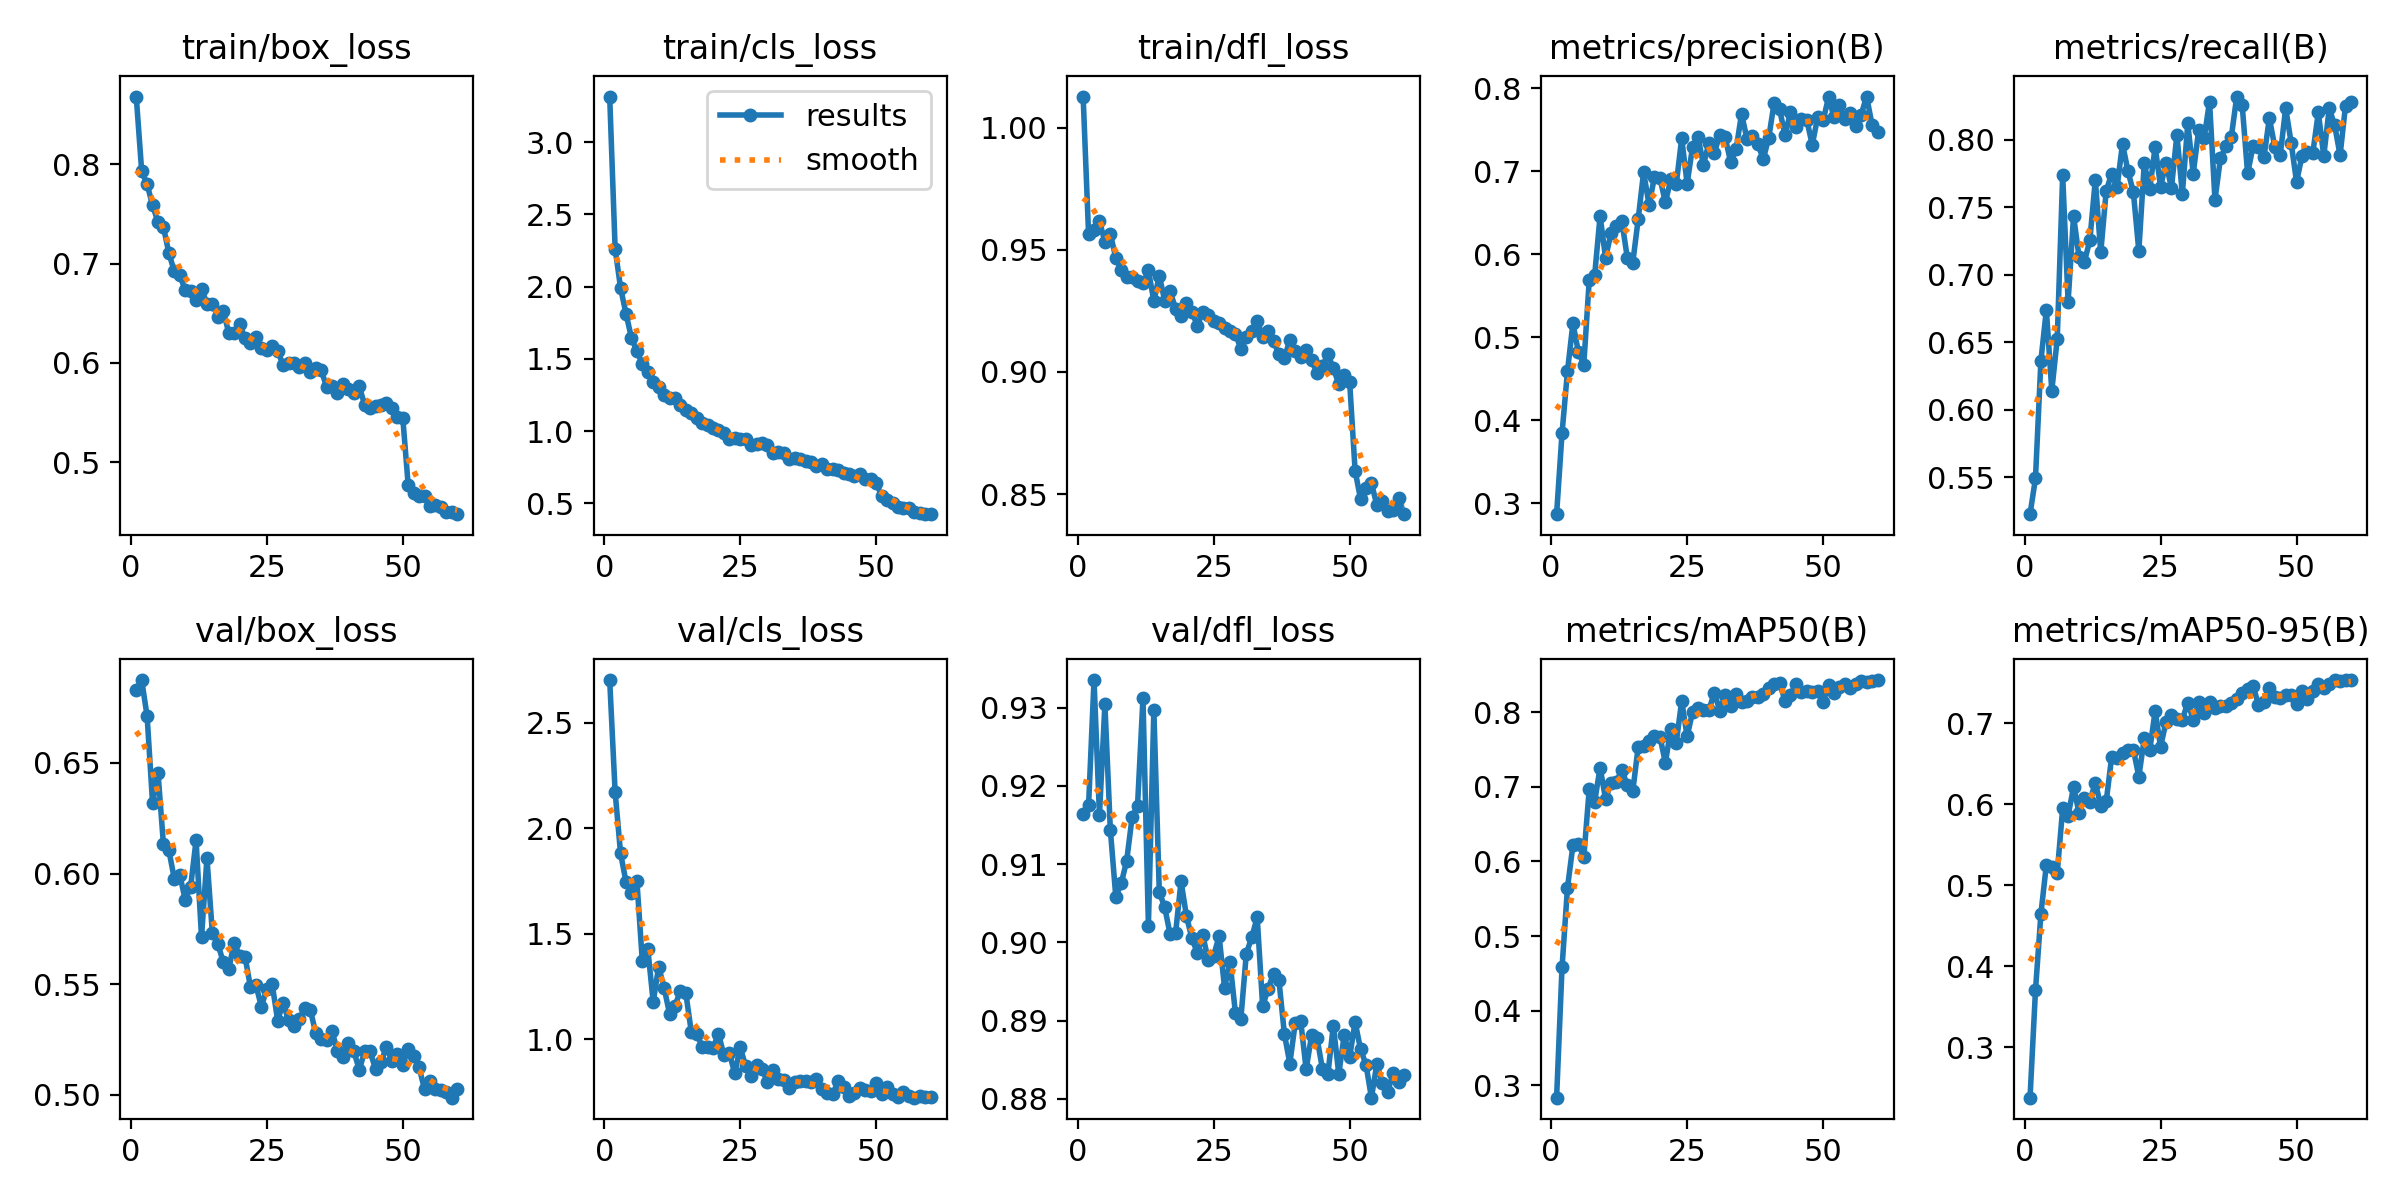 train/box_loss
0.8
0.7
0.6
0.5
0 25 50
train/cls_loss
results
smooth
3.0
2.5
2.0
1.5
1.0
0.5
0 25 50
train/dfl_loss
1.00
0.95
0.90
0.85
0 25 50
metrics/precision(B)
0.8
0.7
0.6
0.5
0.4
0.3
0 25 50
metrics/recall(B)
0.80
0.75
0.70
0.65
0.60
0.55
0 25 50
val/box_loss
0.65
0.60
0.55
0.50
0 25 50
val/cls_loss
2.5
2.0
1.5
1.0
0 25 50
val/dfl_loss
0.93
0.92
0.91
0.90
0.89
0.88
0 25 50
metrics/mAP50(B)
0.8
0.7
0.6
0.5
0.4
0.3
0 25 50
metrics/mAP50-95(B)
0.7
0.6
0.5
0.4
0.3
0 25 50